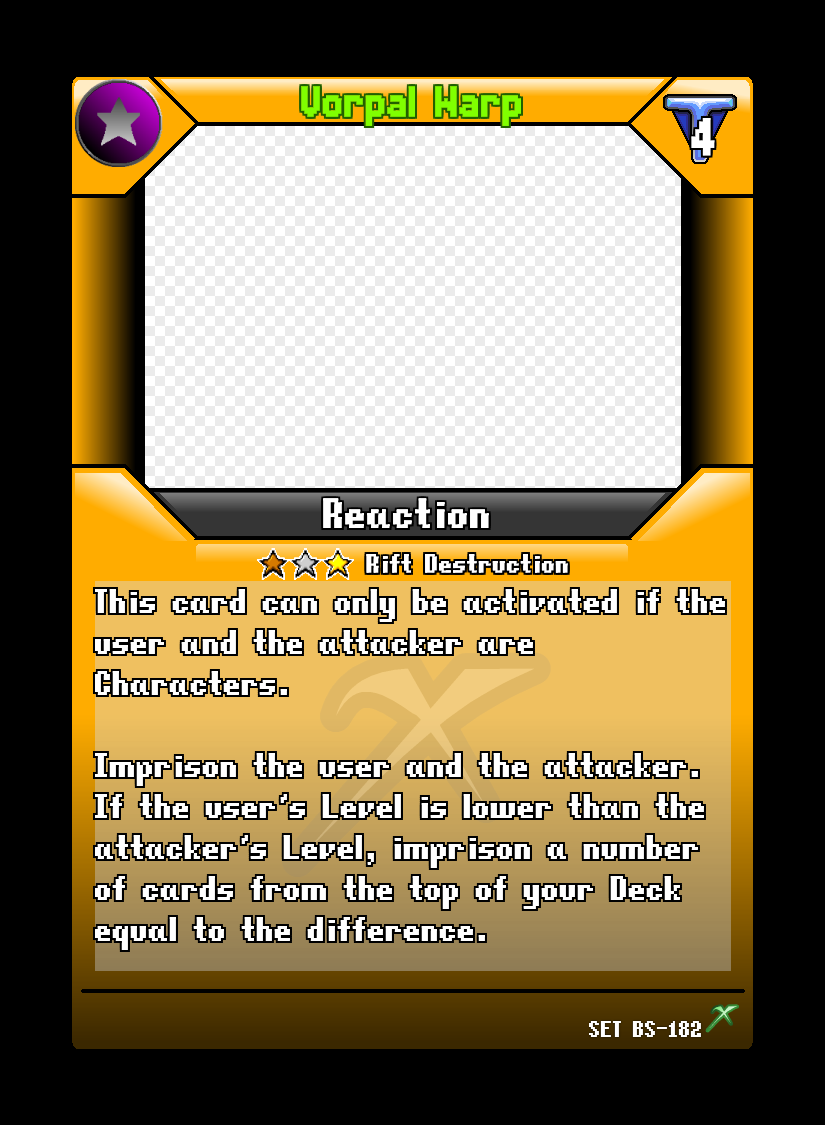 Vorpal Warp
4
Reaction
Rift Destruction
This card can only be activated if the
user and the attacker are
Characters.
Imprison the user and the attacker.
If the user's Level is lower than the
attacker's Level, imprison a number
of cards from the top of your Deck
equal to the difference.
SET BS-182